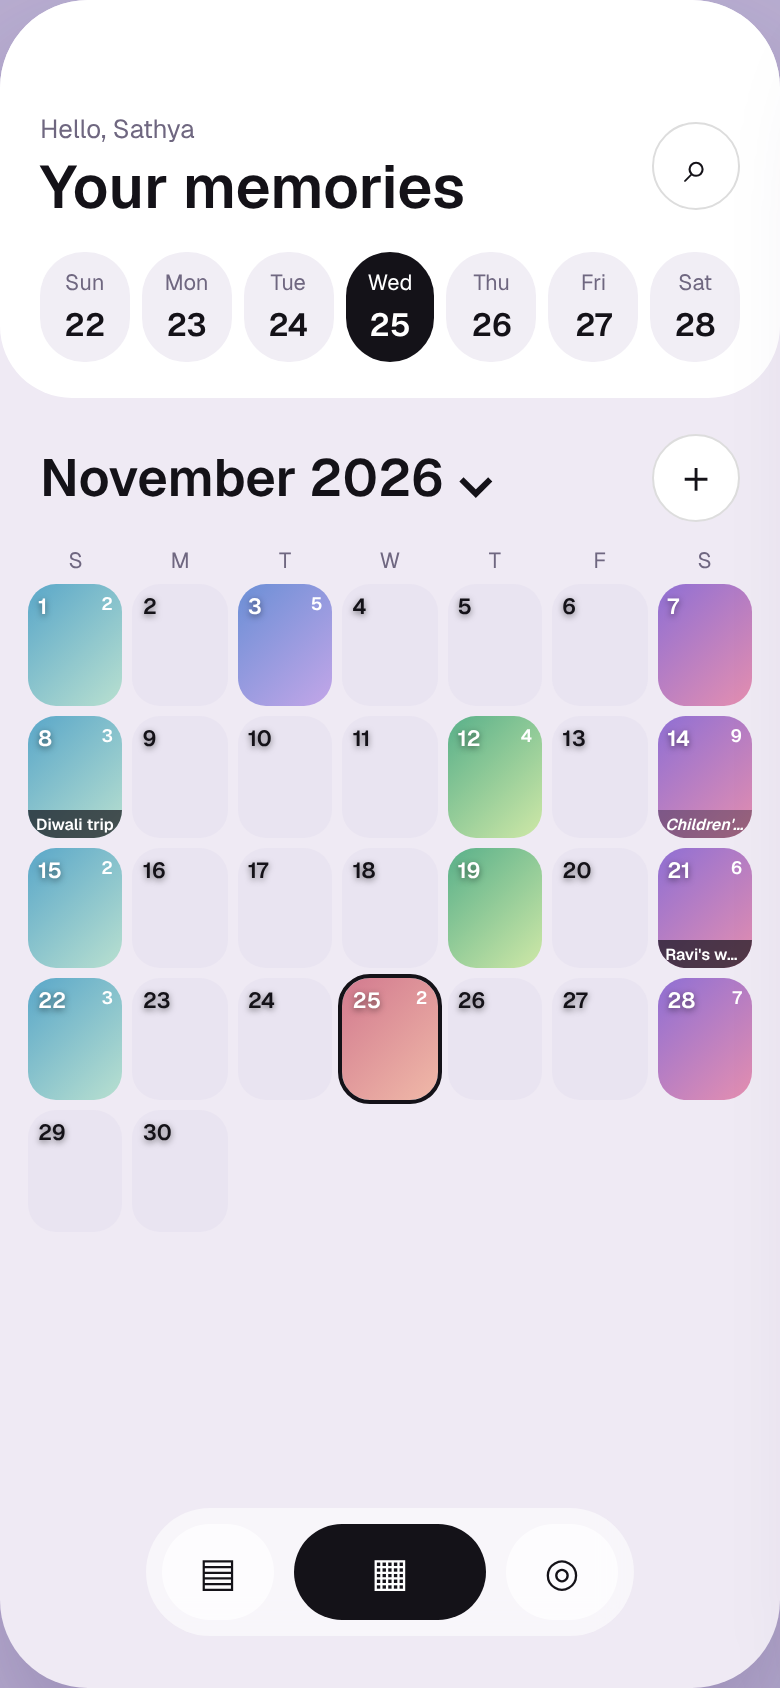 Hello, Sathya
Your memories
Sun Mon Tue Wed Thu Fri Sat
22 23 24 25 26 27 28
November 2026
S M T W T F S
1 2 2 3 5 4 5 6 7
8 3 9 10 11 12 4 13 14 9
Diwali trip Children'...
15 2 16 17 18 19 20 21 6
Ravi's w...
22 3 23 24 25 2 26 27 28 7
29 30